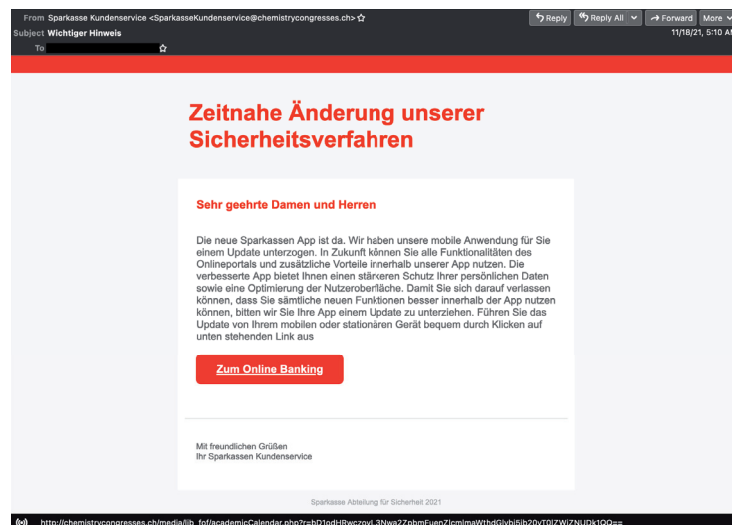 From Sparkasse Kundenservice <SparkasseKundenservice@chemistrycongresses.ch>
Reply Reply All Forward More
Subject Wichtiger Hinweis
11/18/21, 5:10 AM
To
Zeitnahe Änderung unserer
Sicherheitsverfahren
Sehr geehrte Damen und Herren
Die neue Sparkassen App ist da. Wir haben unsere mobile Anwendung für Sie
einem Update unterzogen. In Zukunft können Sie alle Funktionalitäten des
Onlineportals und zusätzliche Vorteile innerhalb unserer App nutzen. Die
verbesserte App bietet Ihnen einen stärkeren Schutz Ihrer persönlichen Daten
sowie eine Optimierung der Nutzeroberfläche. Damit Sie sich darauf verlassen
können, dass Sie sämtliche neuen Funktionen besser innerhalb der App nutzen
können, bitten wir Sie Ihre App einem Update zu unterziehen. Führen Sie das
Update von Ihrem mobilen oder stationären Gerät bequem durch Klicken auf
unten stehenden Link aus
Zum Online Banking
Mit freundlichen Grüßen
Ihr Sparkassen Kundenservice
Sparkasse Abteilung für Sicherheit 2021